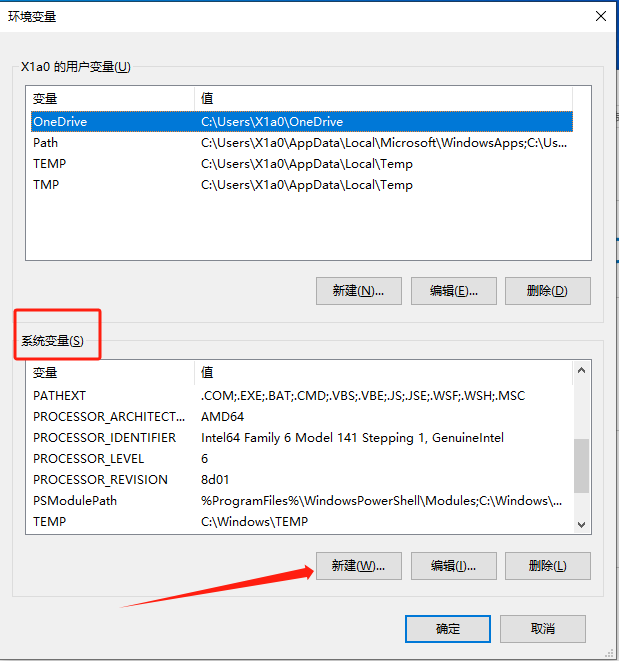 环境变量
X1a0 的用户变量(U)
变量 值
OneDrive C:\Users\X1a0\OneDrive
Path C:\Users\X1a0\AppData\Local\Microsoft\WindowsApps;C:\Us...
TEMP C:\Users\X1a0\AppData\Local\Temp
TMP C:\Users\X1a0\AppData\Local\Temp
新建(N)... 编辑(E)... 删除(D)
系统变量(S)
变量 值
PATHEXT .COM;.EXE;.BAT;.CMD;.VBS;.VBE;.JS;.JSE;.WSF;.WSH;.MSC
PROCESSOR_ARCHITECT... AMD64
PROCESSOR_IDENTIFIER Intel64 Family 6 Model 141 Stepping 1, GenuineIntel
PROCESSOR_LEVEL 6
PROCESSOR_REVISION 8d01
PSModulePath %ProgramFiles%\WindowsPowerShell\Modules;C:\Windows\...
TEMP C:\Windows\TEMP
新建(W)... 编辑(I)... 删除(L)
确定 取消